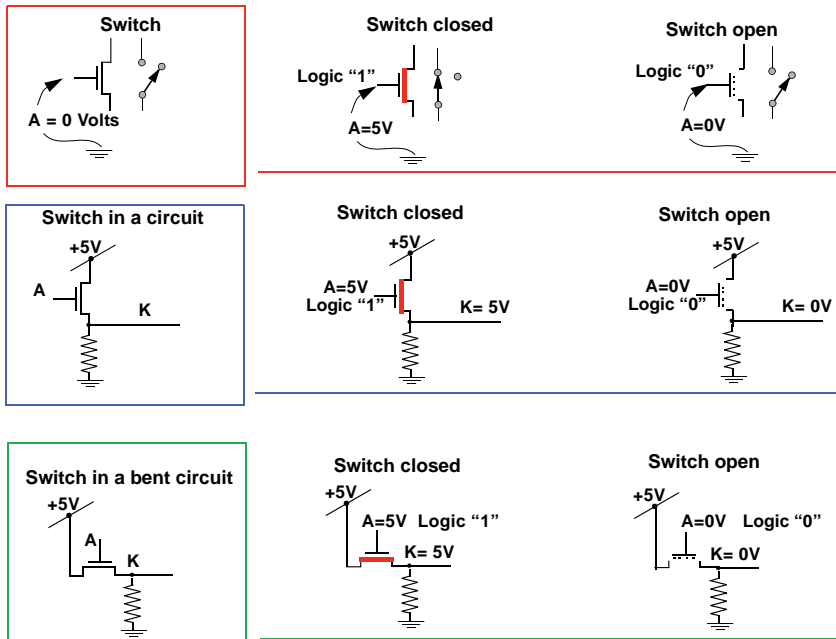 Switch
A = 0 Volts
Switch closed
Logic “1”
A=5V
Switch open
Logic “0”
A=0V
Switch in a circuit
+5V
A
K
Switch closed
+5V
A=5V
Logic “1”
K= 5V
Switch open
+5V
A=0V
Logic “0”
K= 0V
Switch in a bent circuit
+5V
A
K
Switch closed
+5V
A=5V Logic “1”
K= 5V
Switch open
+5V
A=0V Logic “0”
K= 0V